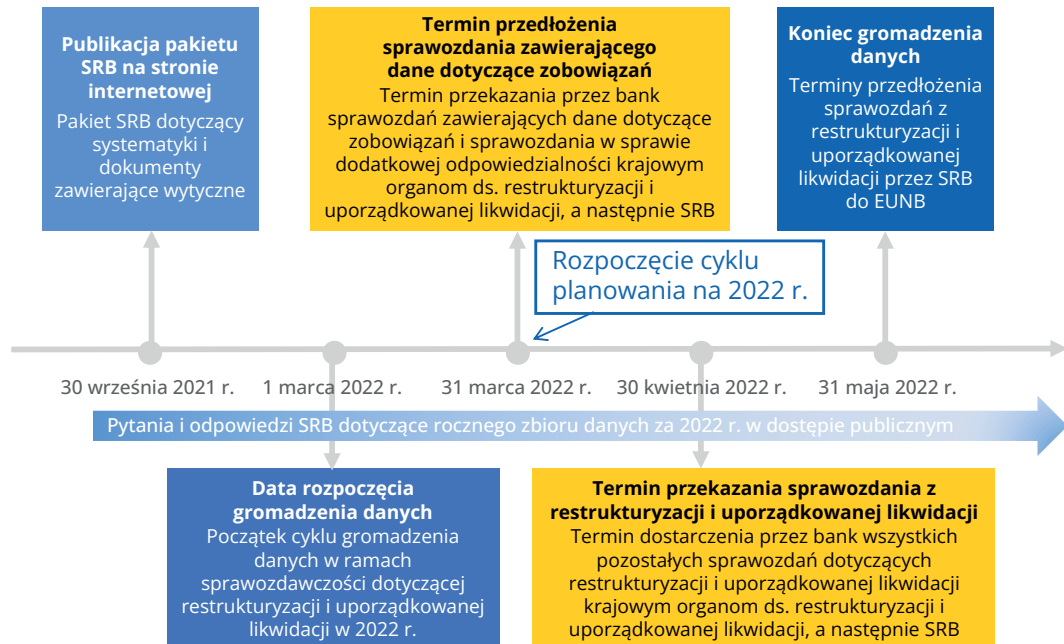 Publikacja pakietu
SRB na stronie
internetowej
Pakiet SRB dotyczący
systematyki i
dokumenty
zawierające wytyczne
Termin przedłożenia
sprawozdania zawierającego
dane dotyczące zobowiązań
Termin przekazania przez bank
sprawozdań zawierających dane dotyczące
zobowiązań i sprawozdania w sprawie
dodatkowej odpowiedzialności krajowym
organom ds. restrukturyzacji i
uporządkowanej likwidacji, a następnie SRB
Koniec gromadzenia
danych
Terminy przedłożenia
sprawozdań z
restrukturyzacji i
uporządkowanej
likwidacji przez SRB
do EUNB
Rozpoczęcie cyklu
planowania na 2022 r.
30 września 2021 r.
1 marca 2022 r.
31 marca 2022 r.
30 kwietnia 2022 r.
31 maja 2022 r.
Pytania i odpowiedzi SRB dotyczące rocznego zbioru danych za 2022 r. w dostępie publicznym
Data rozpoczęcia
gromadzenia danych
Początek cyklu gromadzenia
danych w ramach
sprawozdawczości dotyczącej
restrukturyzacji i uporządkowanej
likwidacji w 2022 r.
Termin przekazania sprawozdania z
restrukturyzacji i uporządkowanej likwidacji
Termin dostarczenia przez bank wszystkich
pozostałych sprawozdań dotyczących
restrukturyzacji i uporządkowanej likwidacji
krajowym organom ds. restrukturyzacji i
uporządkowanej likwidacji, a następnie SRB